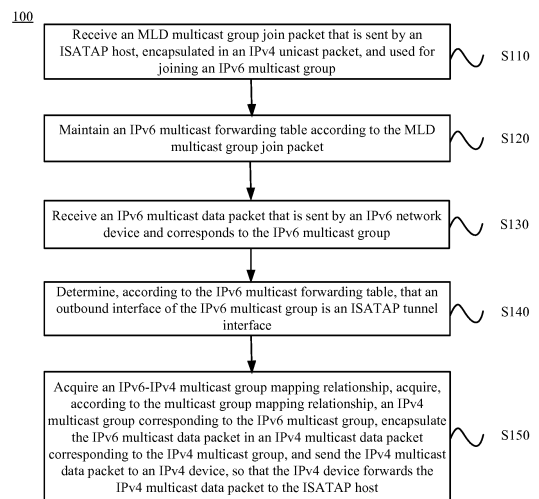 100
Receive an MLD multicast group join packet that is sent by an
ISATAP host, encapsulated in an IPv4 unicast packet, and used for
joining an IPv6 multicast group
S110
Maintain an IPv6 multicast forwarding table according to the MLD
multicast group join packet
S120
Receive an IPv6 multicast data packet that is sent by an IPv6 network
device and corresponds to the IPv6 multicast group
S130
Determine, according to the IPv6 multicast forwarding table, that an
outbound interface of the IPv6 multicast group is an ISATAP tunnel
interface
S140
Acquire an IPv6-IPv4 multicast group mapping relationship, acquire,
according to the multicast group mapping relationship, an IPv4
multicast group corresponding to the IPv6 multicast group, encapsulate
the IPv6 multicast data packet in an IPv4 multicast data packet
corresponding to the IPv4 multicast group, and send the IPv4 multicast
data packet to an IPv4 device, so that the IPv4 device forwards the
IPv4 multicast data packet to the ISATAP host
S150